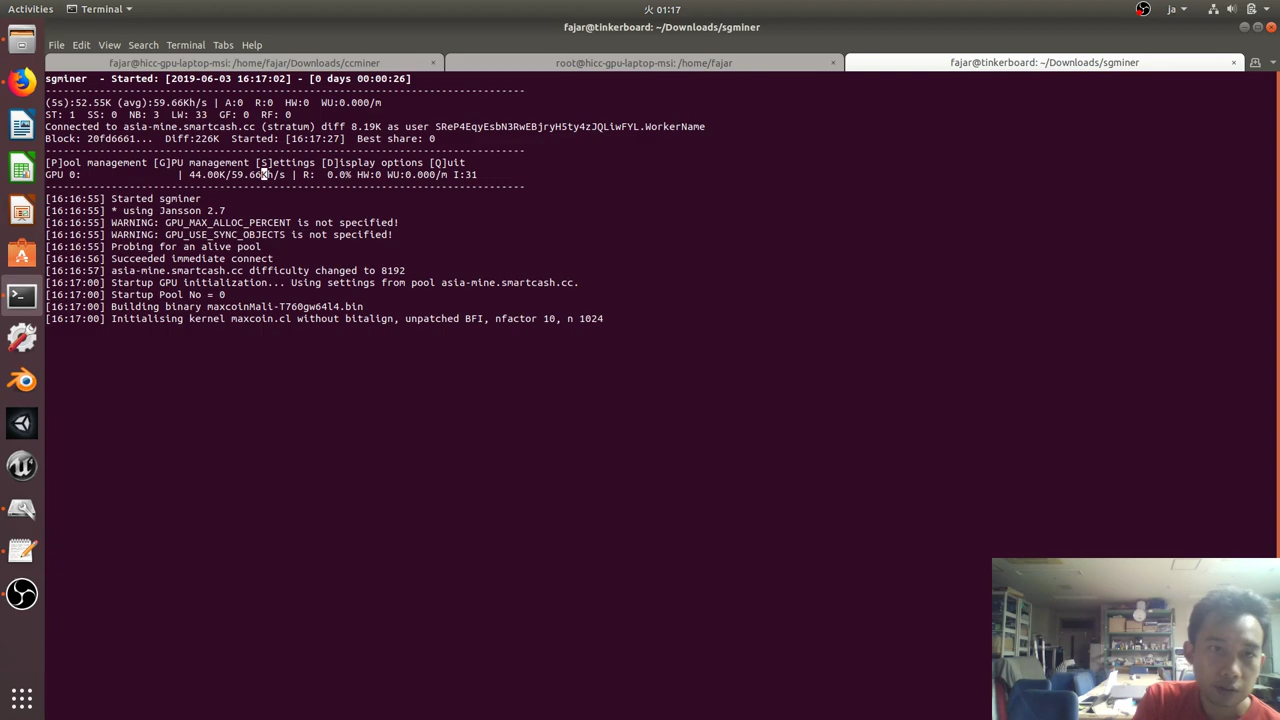 Activities
Terminal
火 01:17
ja
fajar@tinkerboard: ~/Downloads/sgminer
File Edit View Search Terminal Tabs Help
fajar@hicc-gpu-laptop-msi: /home/fajar/Downloads/ccminer × root@hicc-gpu-laptop-msi: /home/fajar × fajar@tinkerboard: ~/Downloads/sgminer ×
sgminer - Started: [2019-06-03 16:17:02] - [0 days 00:00:26]
--------------------------------------------------------------------------------
(5s):52.55K (avg):59.66Kh/s | A:0 R:0 HW:0 WU:0.000/m
ST: 1 SS: 0 NB: 3 LW: 33 GF: 0 RF: 0
Connected to asia-mine.smartcash.cc (stratum) diff 8.19K as user SReP4EqyEsbN3RwEBjryH5ty4zJQLiwFYL.WorkerName
Block: 20fd6661... Diff:226K Started: [16:17:27] Best share: 0
--------------------------------------------------------------------------------
[P]ool management [G]PU management [S]ettings [D]isplay options [Q]uit
GPU 0: | 44.00K/59.66Kh/s | R: 0.0% HW:0 WU:0.000/m I:31
--------------------------------------------------------------------------------
[16:16:55] Started sgminer
[16:16:55] * using Jansson 2.7
[16:16:55] WARNING: GPU_MAX_ALLOC_PERCENT is not specified!
[16:16:55] WARNING: GPU_USE_SYNC_OBJECTS is not specified!
[16:16:55] Probing for an alive pool
[16:16:56] Succeeded immediate connect
[16:16:57] asia-mine.smartcash.cc difficulty changed to 8192
[16:17:00] Startup GPU initialization... Using settings from pool asia-mine.smartcash.cc.
[16:17:00] Startup Pool No = 0
[16:17:00] Building binary maxcoinMali-T760gw64l4.bin
[16:17:00] Initialising kernel maxcoin.cl without bitalign, unpatched BFI, nfactor 10, n 1024